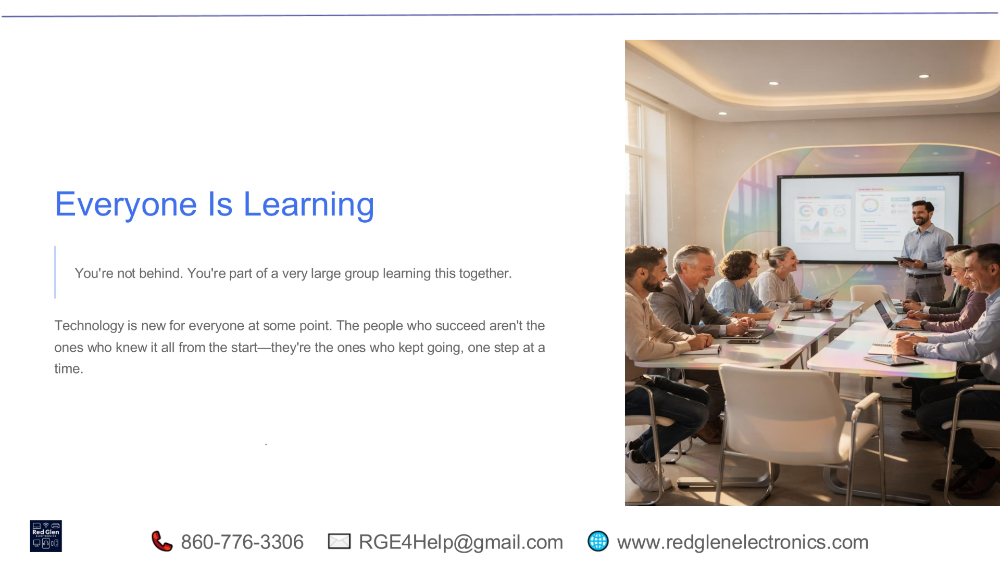 Everyone Is Learning
You're not behind. You're part of a very large group learning this together.
Technology is new for everyone at some point. The people who succeed aren't the
ones who knew it all from the start—they're the ones who kept going, one step at a
time.
.
Red Glen
ELECTRONICS
860-776-3306 RGE4Help@gmail.com www.redglenelectronics.com